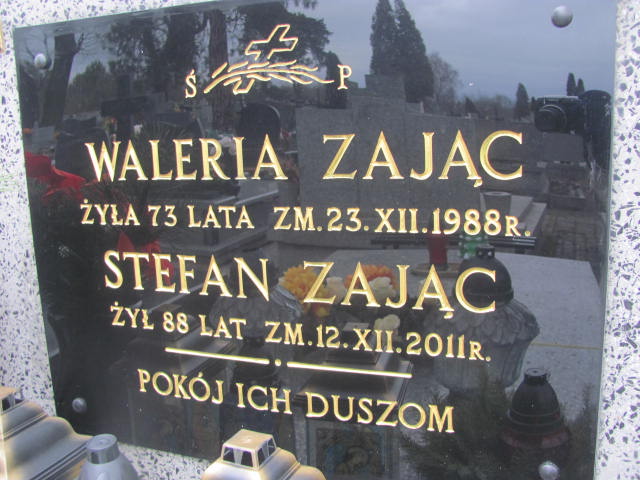 Ś P
WALERIA ZAJĄC
ŻYŁA 73 LATA ZM. 23. XII. 1988 R.
STEFAN ZAJĄC
ŻYŁ 88 LAT ZM. 12. XII. 2011 R.
POKÓJ ICH DUSZOM